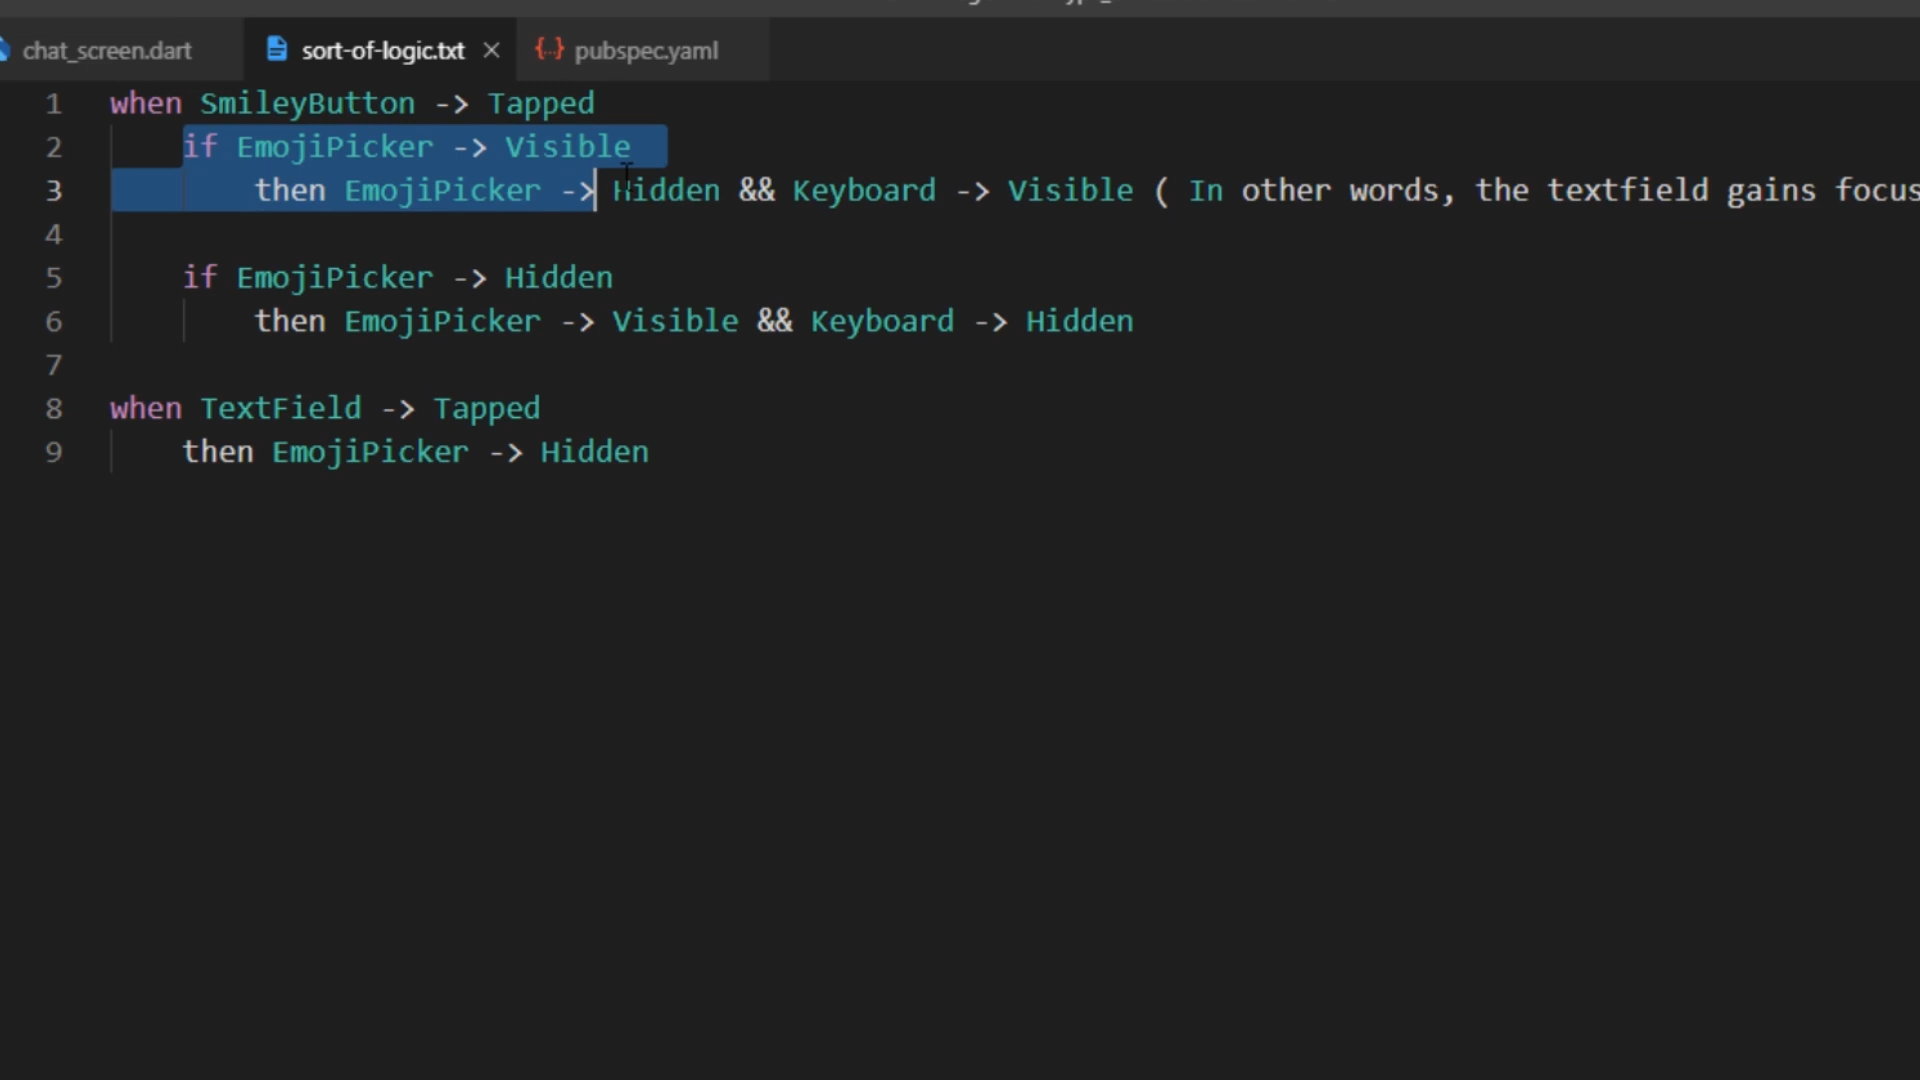 chat_screen.dart sort-of-logic.txt × {..} pubspec.yaml
1 when SmileyButton -> Tapped
2 if EmojiPicker -> Visible
3 then EmojiPicker -> Hidden && Keyboard -> Visible ( In other words, the textfield gains focus
4
5 if EmojiPicker -> Hidden
6 then EmojiPicker -> Visible && Keyboard -> Hidden
7
8 when TextField -> Tapped
9 then EmojiPicker -> Hidden